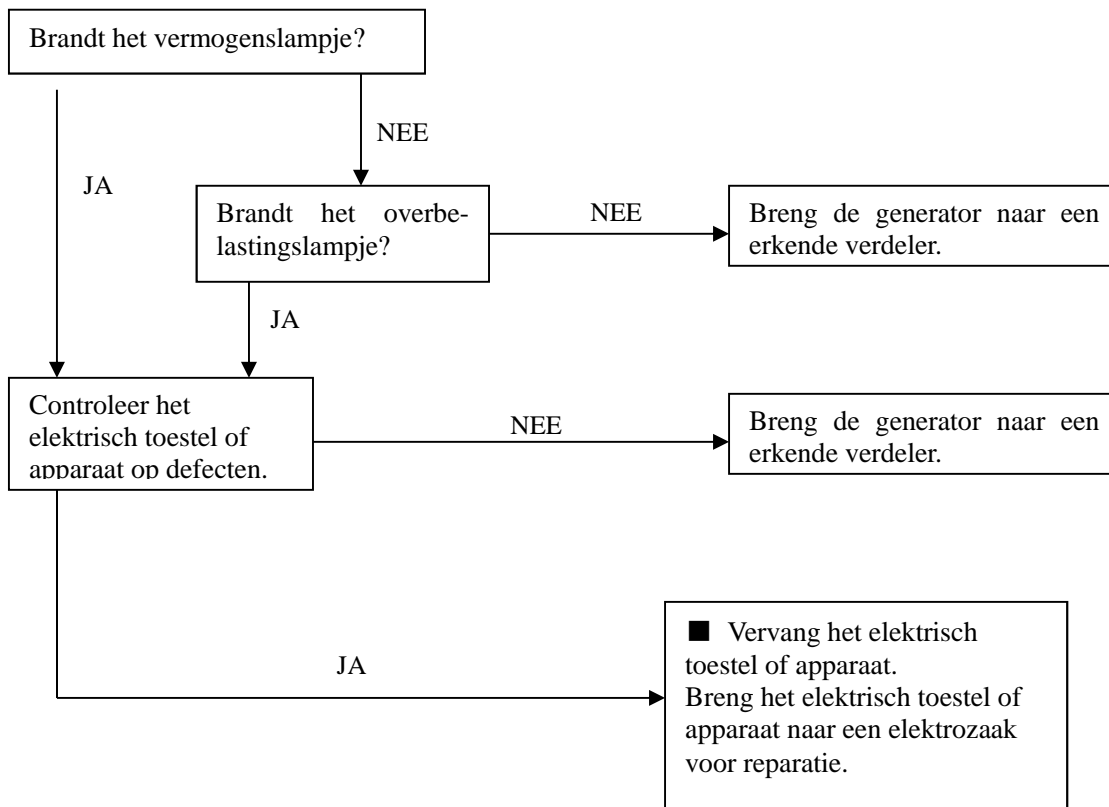 Brandt het vermogenslampje?
NEE
JA
Brandt het overbe-
lastingslampje?
NEE
Breng de generator naar een
erkende verdeler.
JA
Controleer het
elektrisch toestel of
apparaat op defecten.
NEE
Breng de generator naar een
erkende verdeler.
JA
■ Vervang het elektrisch
toestel of apparaat.
Breng het elektrisch toestel of
apparaat naar een elektrozaak
voor reparatie.